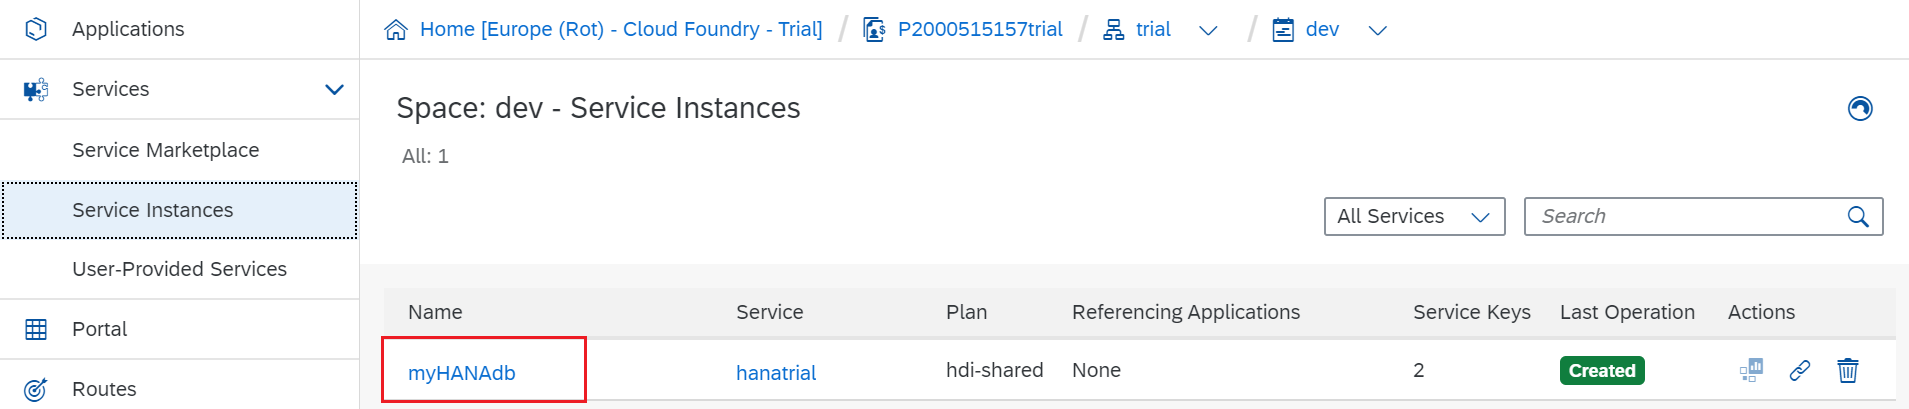 Applications
Services
Service Marketplace
Service Instances
User-Provided Services
Portal
Routes
Home [Europe (Rot) - Cloud Foundry - Trial] / P2000515157trial / trial / dev
Space: dev - Service Instances
All: 1
All Services Search
Name Service Plan Referencing Applications Service Keys Last Operation Actions
myHANAdb hanatrial hdi-shared None 2 Created